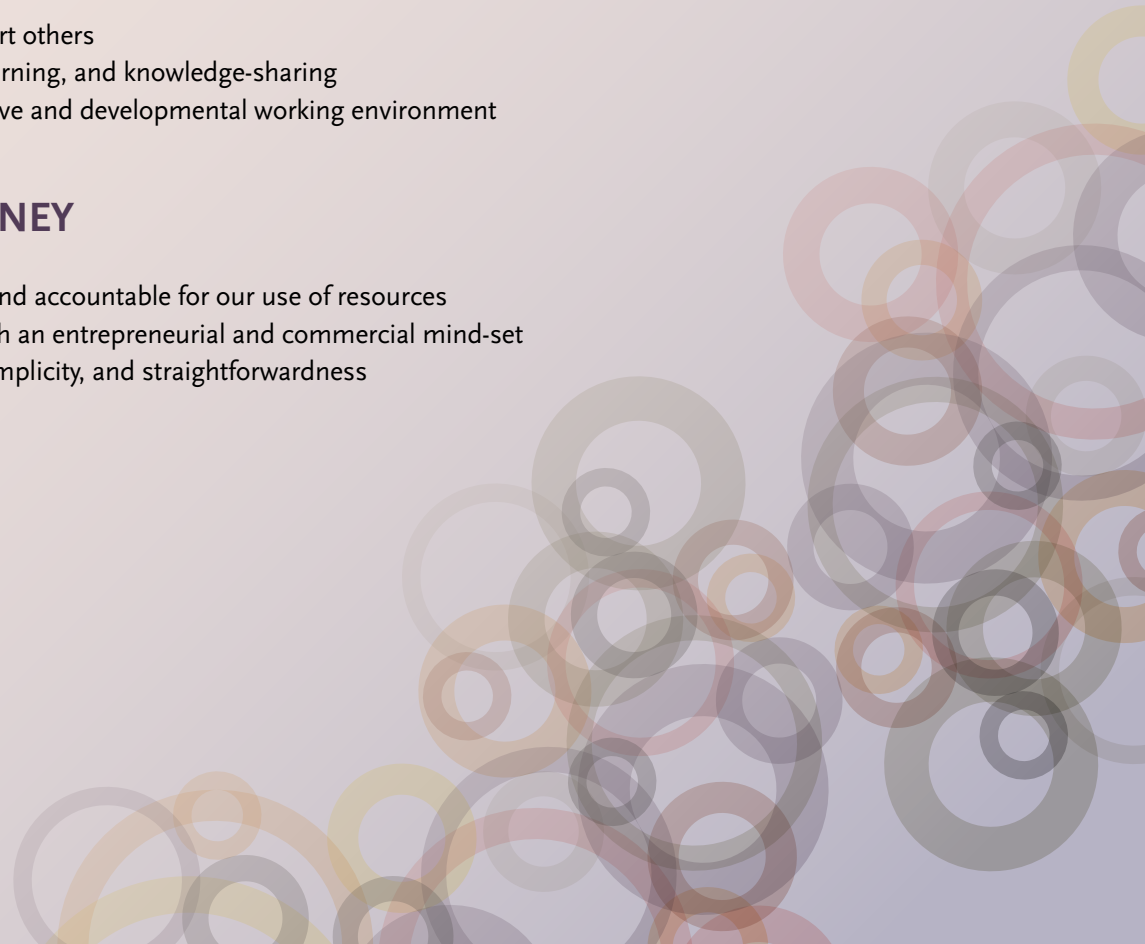 rt others
rning, and knowledge-sharing
ve and developmental working environment
NEY
nd accountable for our use of resources
h an entrepreneurial and commercial mind-set
mplicity, and straightforwardness